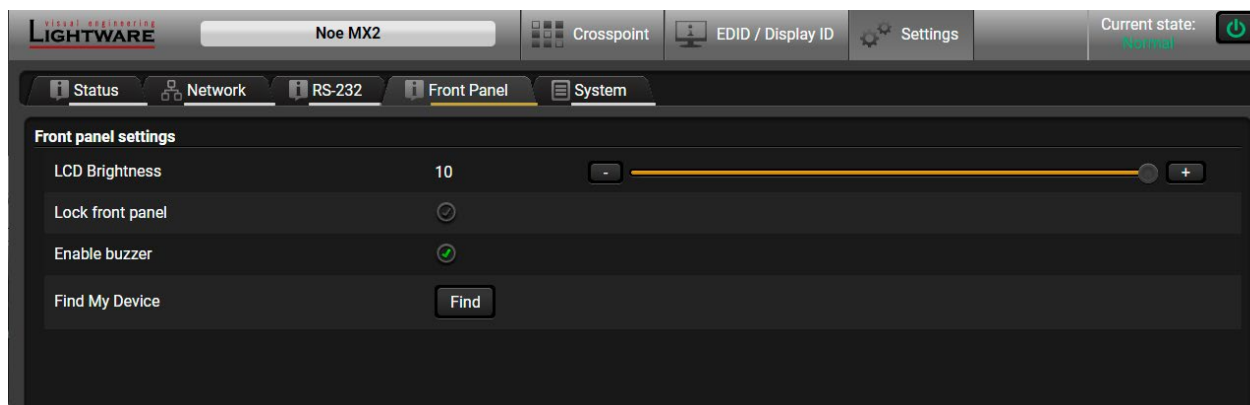 visual engineering
LIGHTWARE
Noe MX2
Crosspoint
EDID / Display ID
Settings
Current state:
Normal
Status
Network
RS-232
Front Panel
System
Front panel settings
LCD Brightness
10
-
+
Lock front panel
Enable buzzer
Find My Device
Find